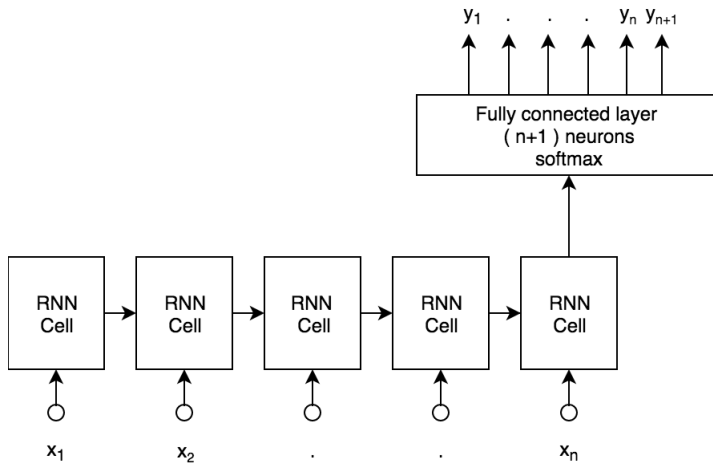 y₁ . . . yₙ yₙ₊₁
Fully connected layer
( n+1 ) neurons
softmax
RNN Cell
RNN Cell
RNN Cell
RNN Cell
RNN Cell
x₁ x₂ . . xₙ